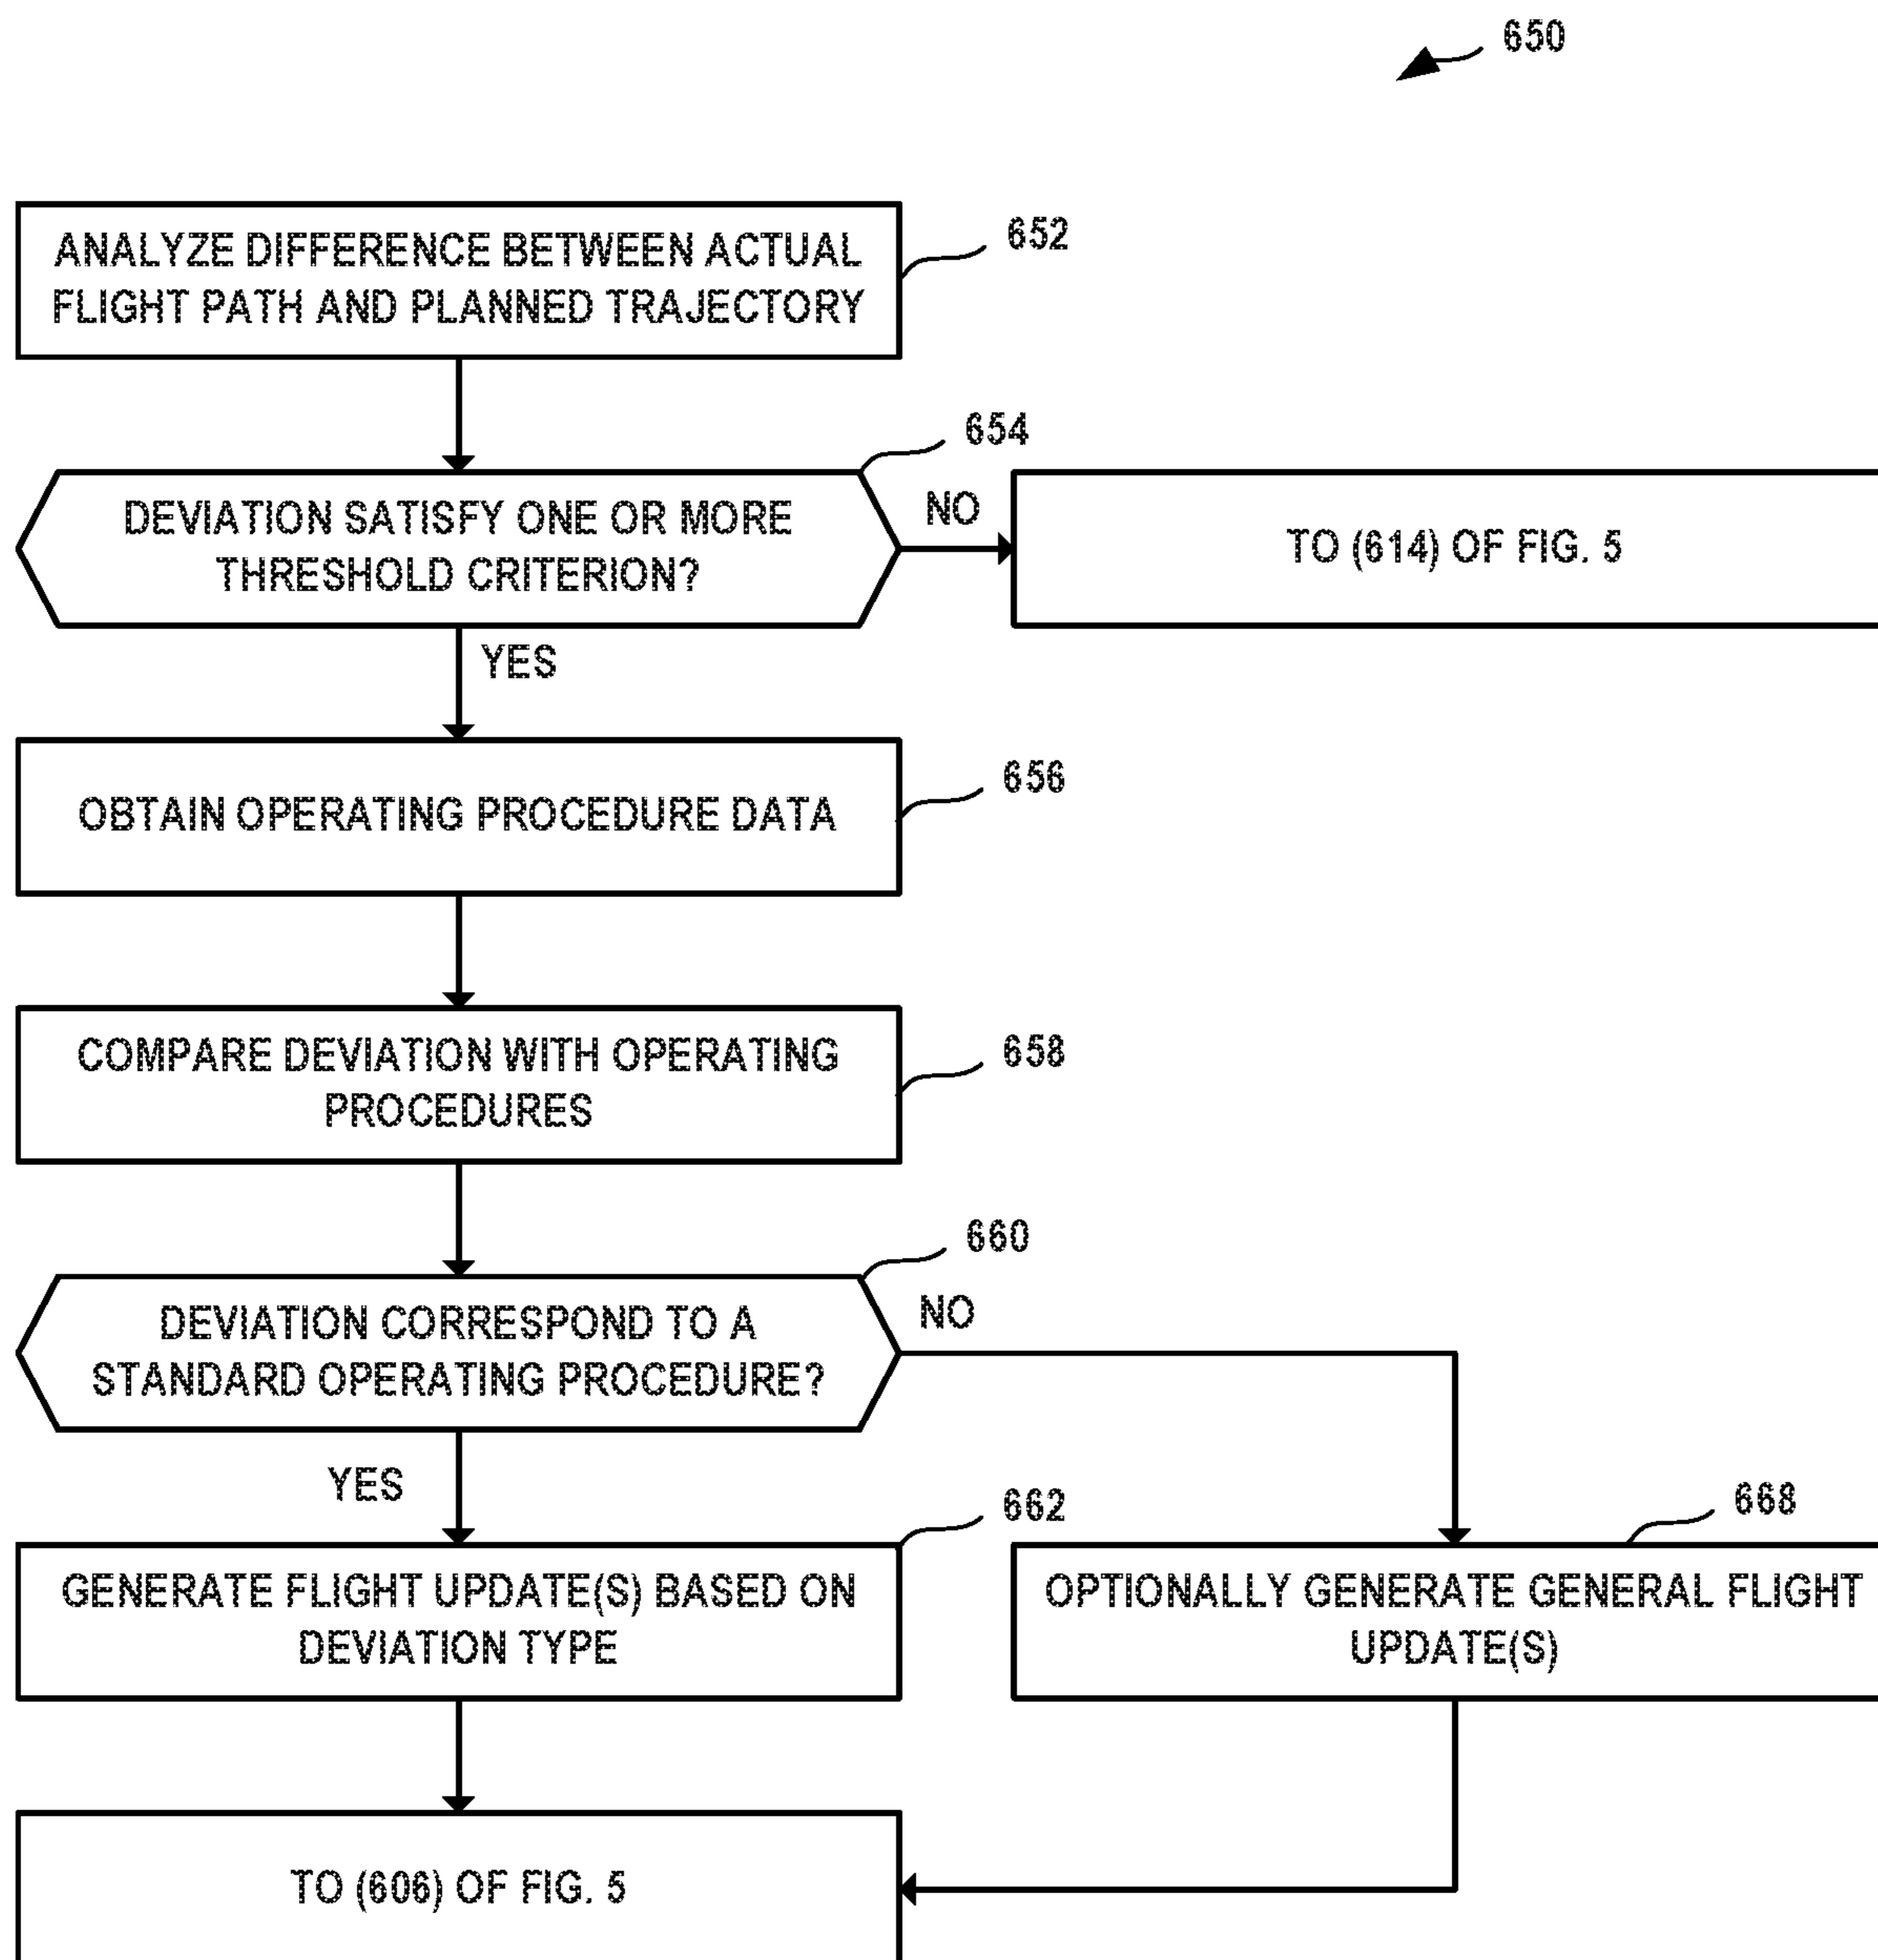 650
ANALYZE DIFFERENCE BETWEEN ACTUAL
FLIGHT PATH AND PLANNED TRAJECTORY
652
654
DEVIATION SATISFY ONE OR MORE
THRESHOLD CRITERION?
NO
TO (614) OF FIG. 5
YES
OBTAIN OPERATING PROCEDURE DATA
656
COMPARE DEVIATION WITH OPERATING
PROCEDURES
658
660
DEVIATION CORRESPOND TO A
STANDARD OPERATING PROCEDURE?
NO
YES
662
GENERATE FLIGHT UPDATE(S) BASED ON
DEVIATION TYPE
668
OPTIONALLY GENERATE GENERAL FLIGHT
UPDATE(S)
TO (606) OF FIG. 5